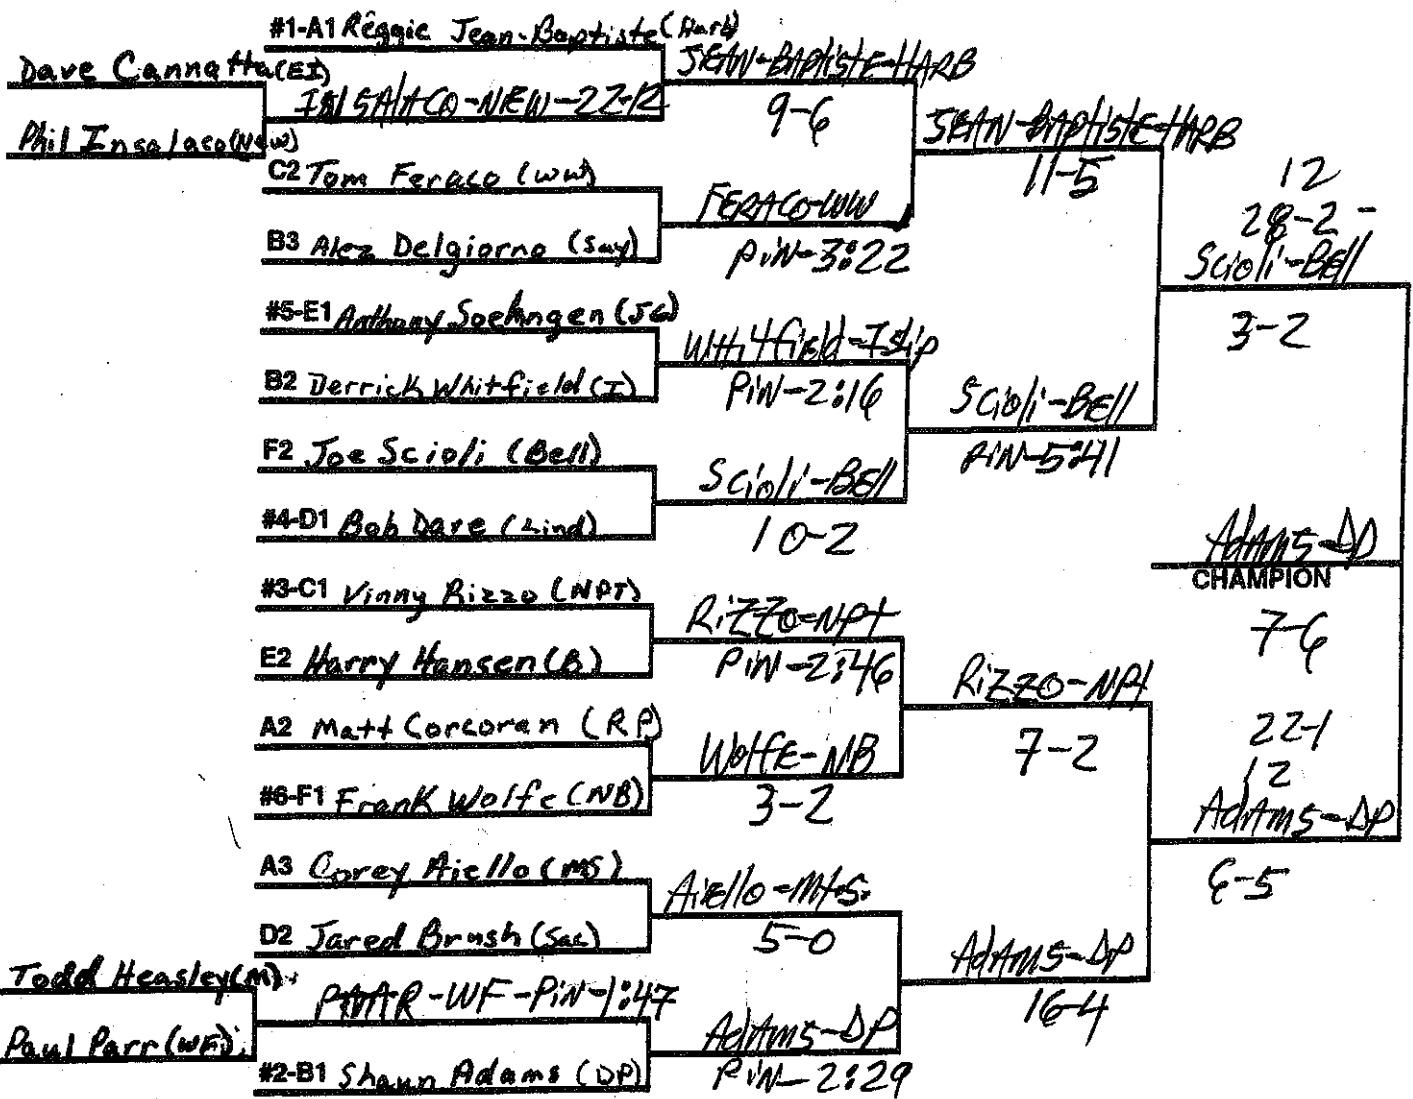 #1-A1 Reggie Jean-Baptiste (Harb)
Dave Cannatta (EI)
INSALACO-NEW-22-12
Phil Insalaco (New)
JEAN-BAPtiStE-HARB
9-6
C2 Tom Feraco (WW)
B3 Alex Delgiorno (Say)
FERACO-WW
PiN-3:22
JEAN-BAPtiStE-HARB
11-5
#5-E1 Anthony Soehngen (JG)
B2 Derrick Whitfield (I)
WHitfiEld-Islip
PiN-2:16
F2 Joe Scioli (Bell)
#4-D1 Bob Dare (Lind)
Scioli-BEll
10-2
Scioli-BEll
PiN-5:41
12
28-2-
Scioli-BEll
3-2
#3-C1 Vinny Rizzo (NPT)
E2 Harry Hansen (B)
RiZZO-NPt
PiN-2:46
A2 Matt Corcoran (RP)
#6-F1 Frank Wolfe (NB)
WolfE-NB
3-2
RiZZO-NPt
7-2
AdAmS-DP
CHAMPION
7-6
22-1
12
AdAmS-DP
6-5
A3 Corey Aiello (MS)
D2 Jared Brush (Sac)
AiEllo-Mt.S.
5-0
Todd Heasley (M)
PAAR-WF-PiN-1:47
Paul Parr (WF)
#2-B1 Shaun Adams (DP)
AdAmS-DP
PiN-2:29
AdAmS-DP
16-4